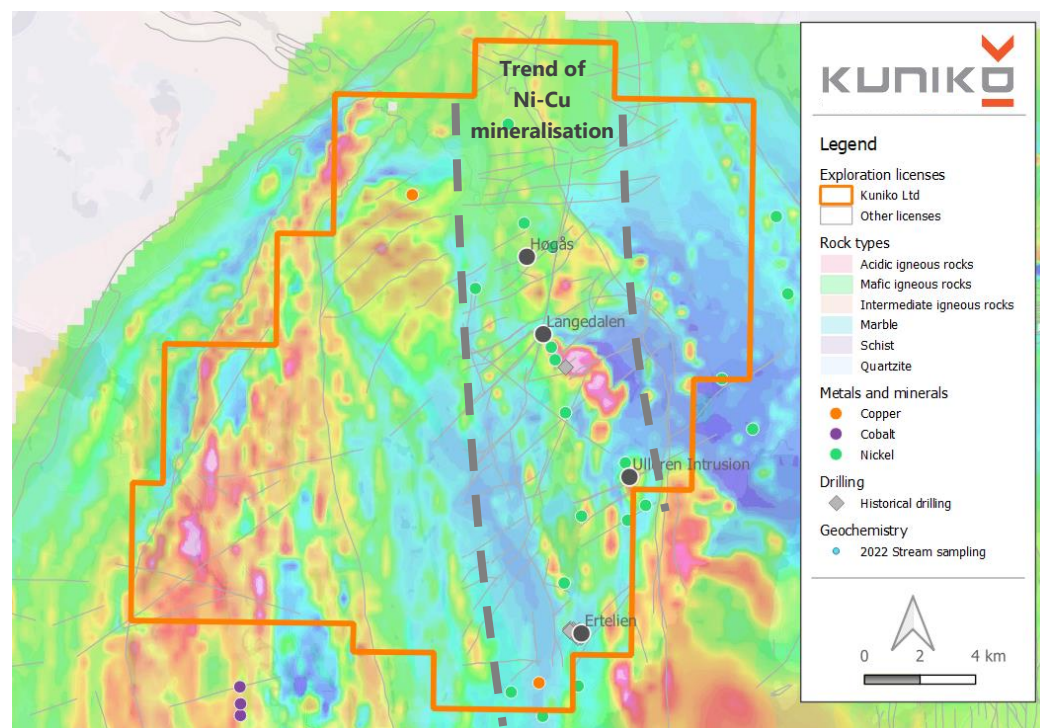 Trend of
Ni-Cu
mineralisation
Høgås
Langedalen
Ulleren Intrusion
Ertelien
KUNIKO
Legend
Exploration licenses
Kuniko Ltd
Other licenses
Rock types
Acidic igneous rocks
Mafic igneous rocks
Intermediate igneous rocks
Marble
Schist
Quartzite
Metals and minerals
Copper
Cobalt
Nickel
Drilling
Historical drilling
Geochemistry
2022 Stream sampling
0 2 4 km